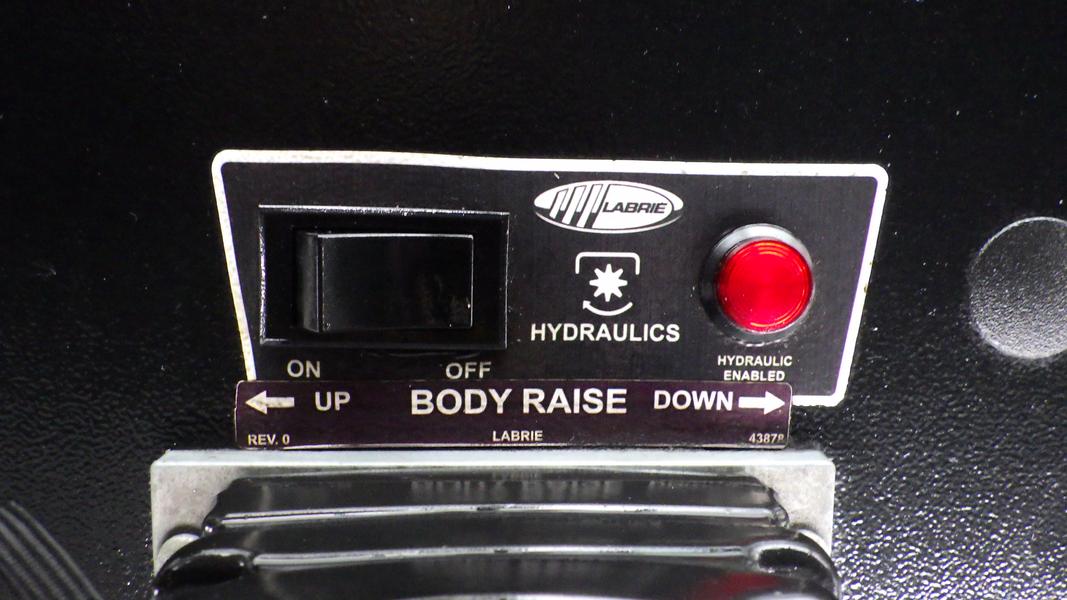 LABRIE
HYDRAULICS
ON OFF
HYDRAULIC
ENABLED
UP BODY RAISE DOWN
REV. 0 LABRIE